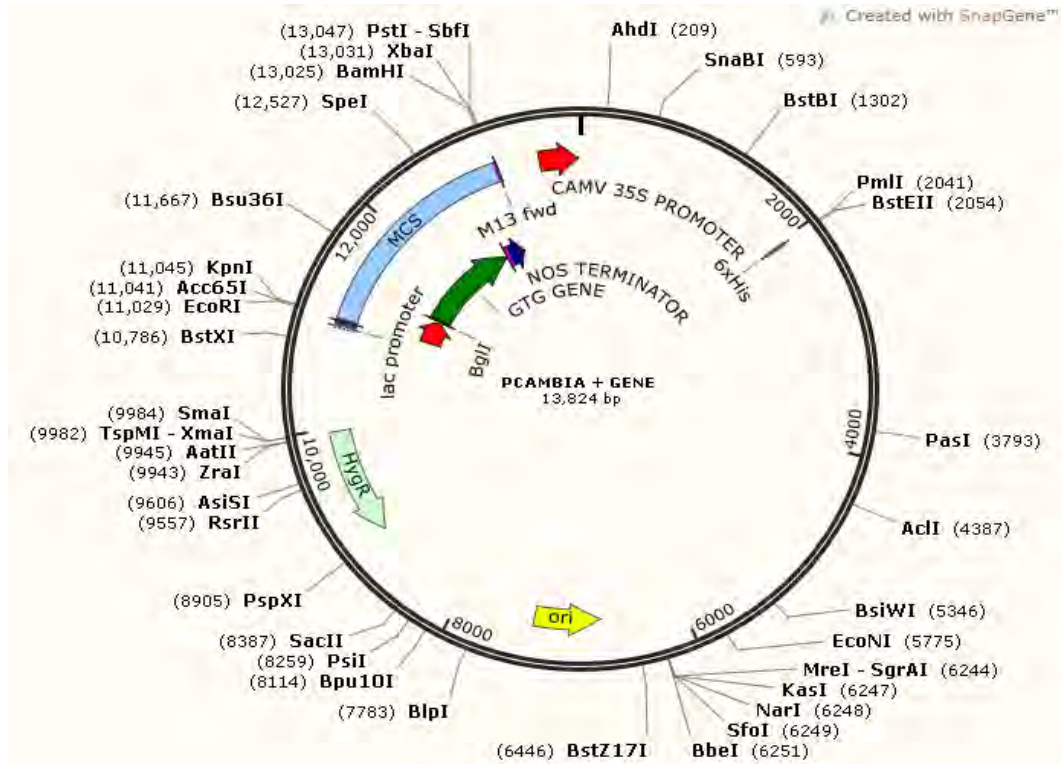 Created with SnapGene™
(13,047) PstI - SbfI
(13,031) XbaI
(13,025) BamHI
(12,527) SpeI
(11,667) Bsu36I
(11,045) KpnI
(11,041) Acc65I
(11,029) EcoRI
(10,786) BstXI
(9984) SmaI
(9982) TspMI - XmaI
(9945) AatII
(9943) ZraI
(9606) AsiSI
(9557) RsrII
(8905) PspXI
(8387) SacII
(8259) PsiI
(8114) Bpu10I
(7783) BlpI
(6446) BstZ17I
AhdI (209)
SnaBI (593)
BstBI (1302)
PmlI (2041)
BstEII (2054)
PasI (3793)
AclI (4387)
BsiWI (5346)
EcoNI (5775)
MreI - SgrAI (6244)
KasI (6247)
NarI (6248)
SfoI (6249)
BbeI (6251)
2000
4000
6000
8000
10,000
12,000
CAMV 35S PROMOTER
6xHis
M13 fwd
MCS
NOS TERMINATOR
GTG GENE
lac promoter
BglI
HygR
ori
PCAMBIA + GENE
13,824 bp